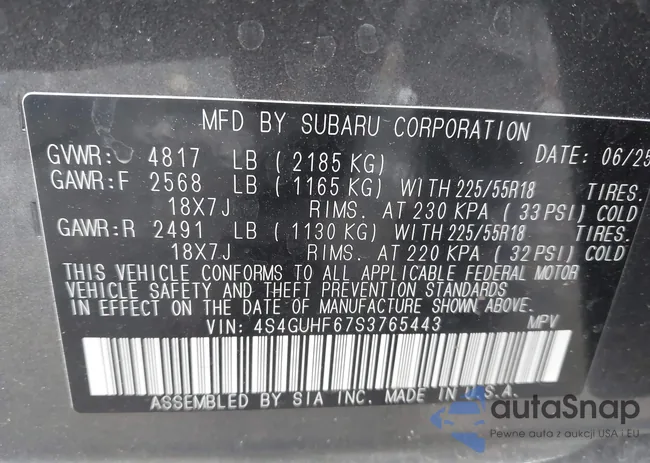 MFD BY SUBARU CORPORATION
GVWR: 4817 LB ( 2185 KG) DATE: 06/25
GAWR:F 2568 LB ( 1165 KG) WITH 225/55R18 TIRES.
18X7J RIMS. AT 230 KPA ( 33 PSI) COLD
GAWR:R 2491 LB ( 1130 KG) WITH 225/55R18 TIRES.
18X7J RIMS. AT 220 KPA ( 32 PSI) COLD
THIS VEHICLE CONFORMS TO ALL APPLICABLE FEDERAL MOTOR
VEHICLE SAFETY AND THEFT PREVENTION STANDARDS
IN EFFECT ON THE DATE OF MANUFACTURE SHOWN ABOVE.
VIN: 4S4GUHF67S3765443 MPV
ASSEMBLED BY SIA INC. MADE IN U.S.A.
autoSnap
Pewne auta z aukcji USA i EU